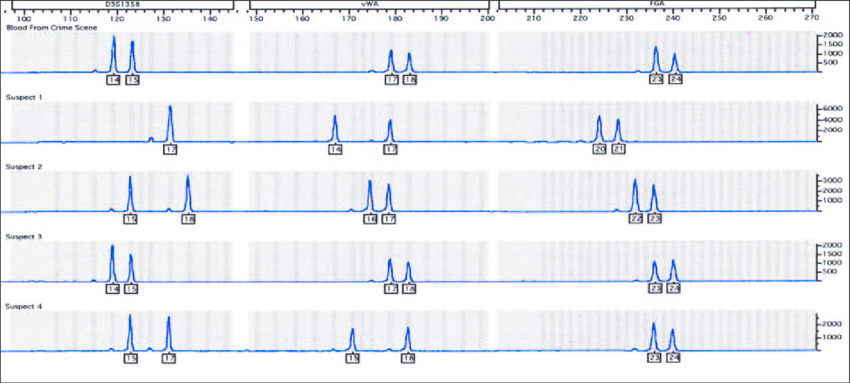 D3S1358 vWA FGA
100 120 130 140 150 160 170 180 190 200 220 230 240 250 260 270
Blood From Crime Scene
2000
1500
1000
500
14 15 17 18 23 24
Suspect 1
6000
4000
2000
17 14 17 20 21
Suspect 2
3000
2000
1000
15 18 16 17 22 23
Suspect 3
2000
1500
1000
500
14 15 17 18 23 24
Suspect 4
2000
1000
15 17 15 18 23 24